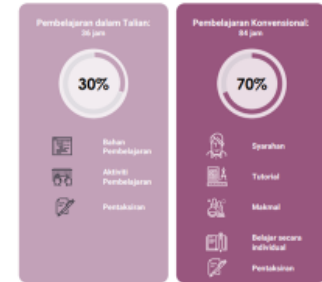 Pembelajaran dalam Talian:
36 jam
30%
Bahan
Pembelajaran
Aktiviti
Pembelajaran
Pentaksiran
Pembelajaran Konvensional:
84 jam
70%
Syarahan
Tutorial
Makmal
Belajar secara
individual
Pentaksiran